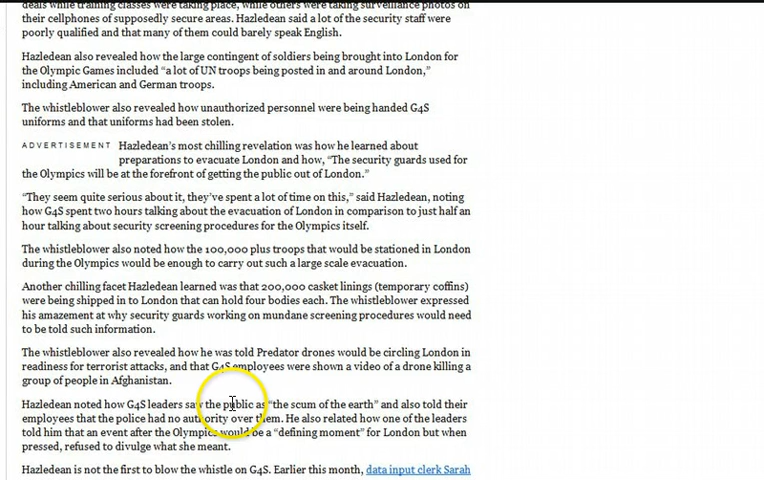 deals while training classes were taking place, while others were taking surveillance photos on
their cellphones of supposedly secure areas. Hazledean said a lot of the security staff were
poorly qualified and that many of them could barely speak English.
Hazledean also revealed how the large contingent of soldiers being brought into London for
the Olympic Games included “a lot of UN troops being posted in and around London,”
including American and German troops.
The whistleblower also revealed how unauthorized personnel were being handed G4S
uniforms and that uniforms had been stolen.
ADVERTISEMENT Hazledean’s most chilling revelation was how he learned about
preparations to evacuate London and how, “The security guards used for
the Olympics will be at the forefront of getting the public out of London.”
“They seem quite serious about it, they’ve spent a lot of time on this,” said Hazledean, noting
how G4S spent two hours talking about the evacuation of London in comparison to just half an
hour talking about security screening procedures for the Olympics itself.
The whistleblower also noted how the 100,000 plus troops that would be stationed in London
during the Olympics would be enough to carry out such a large scale evacuation.
Another chilling facet Hazledean learned was that 200,000 casket linings (temporary coffins)
were being shipped in to London that can hold four bodies each. The whistleblower expressed
his amazement at why security guards working on mundane screening procedures would need
to be told such information.
The whistleblower also revealed how he was told Predator drones would be circling London in
readiness for terrorist attacks, and that G4S employees were shown a video of a drone killing a
group of people in Afghanistan.
Hazledean noted how G4S leaders saw the public as “the scum of the earth” and also told their
employees that the police had no authority over them. He also related how one of the leaders
told him that an event after the Olympics would be a “defining moment” for London but when
pressed, refused to divulge what she meant.
Hazledean is not the first to blow the whistle on G4S. Earlier this month, data input clerk Sarah